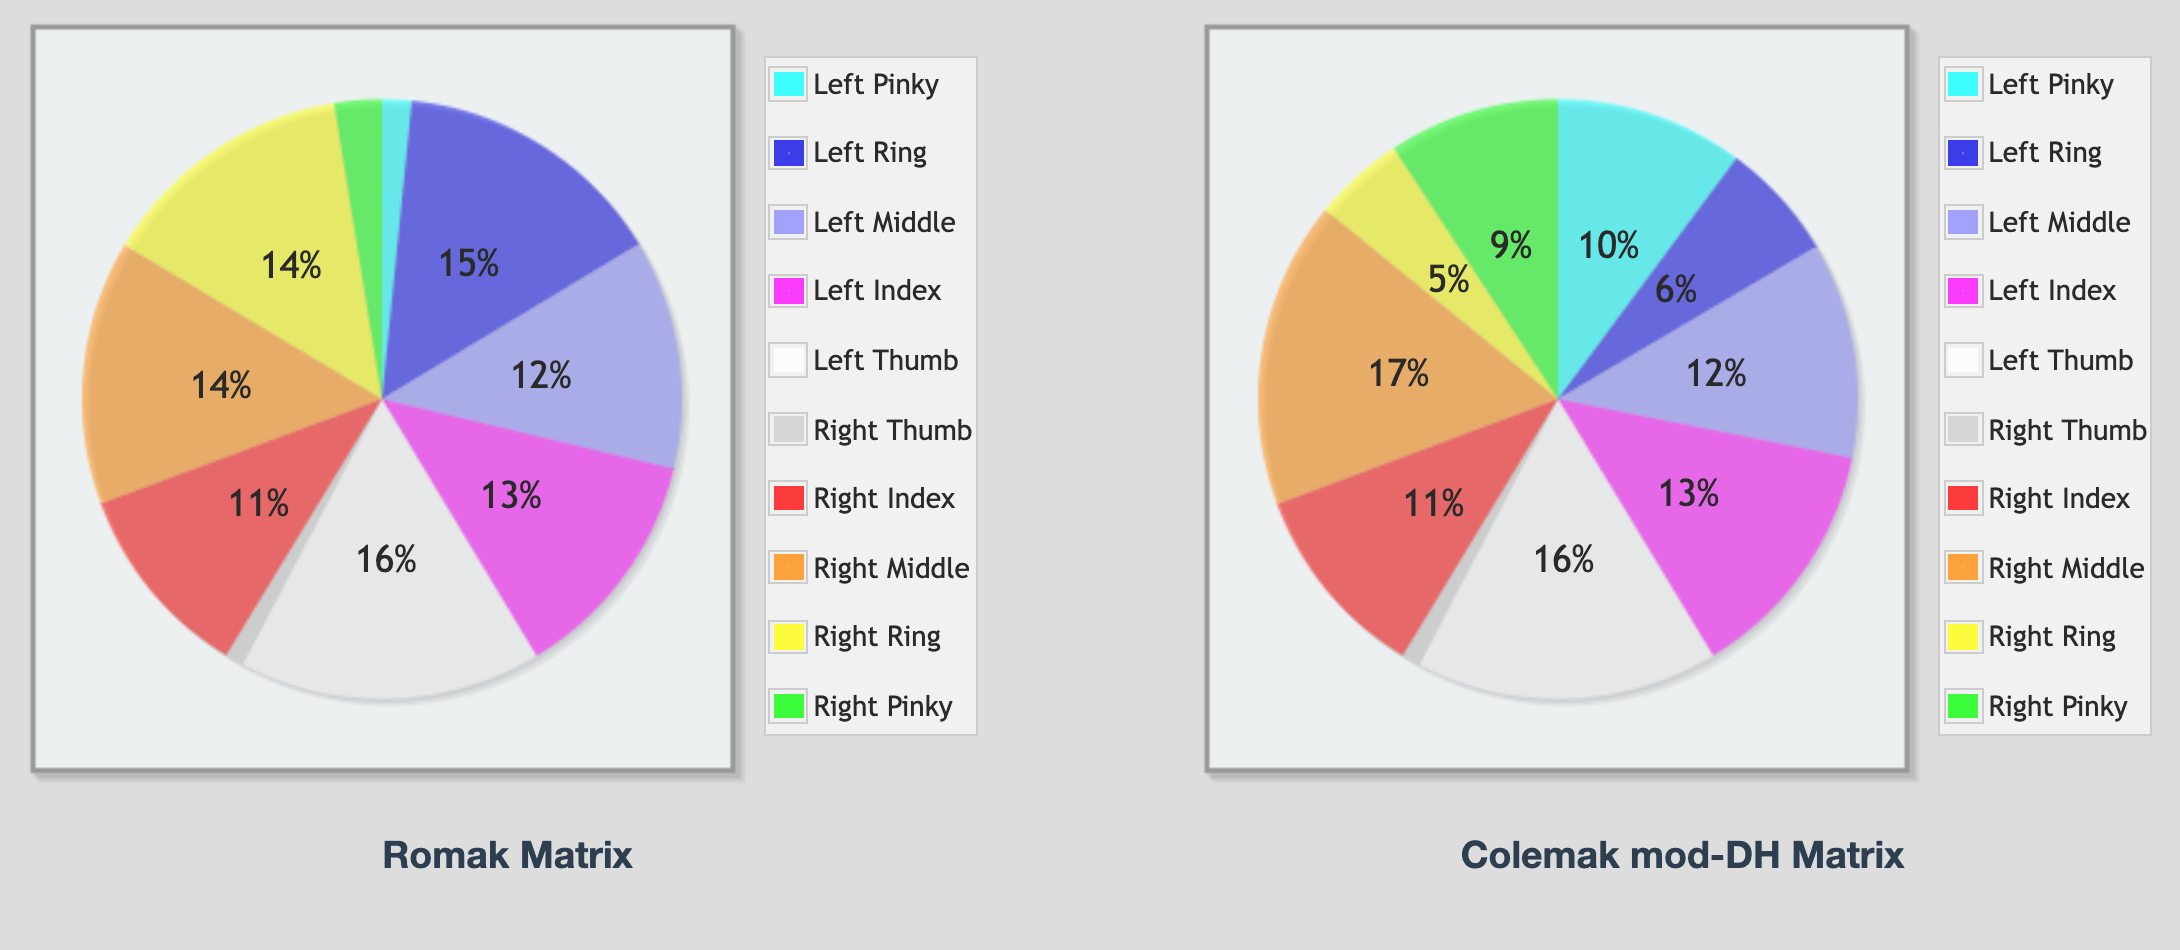 14%
15%
14%
12%
11%
16%
13%
Left Pinky
Left Ring
Left Middle
Left Index
Left Thumb
Right Thumb
Right Index
Right Middle
Right Ring
Right Pinky
Romak Matrix
9%
10%
5%
6%
17%
12%
11%
16%
13%
Left Pinky
Left Ring
Left Middle
Left Index
Left Thumb
Right Thumb
Right Index
Right Middle
Right Ring
Right Pinky
Colemak mod-DH Matrix